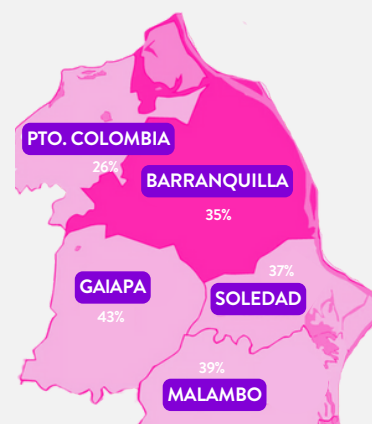 PTO. COLOMBIA
26%
BARRANQUILLA
35%
37%
GAIAPA
SOLEDAD
43%
39%
MALAMBO